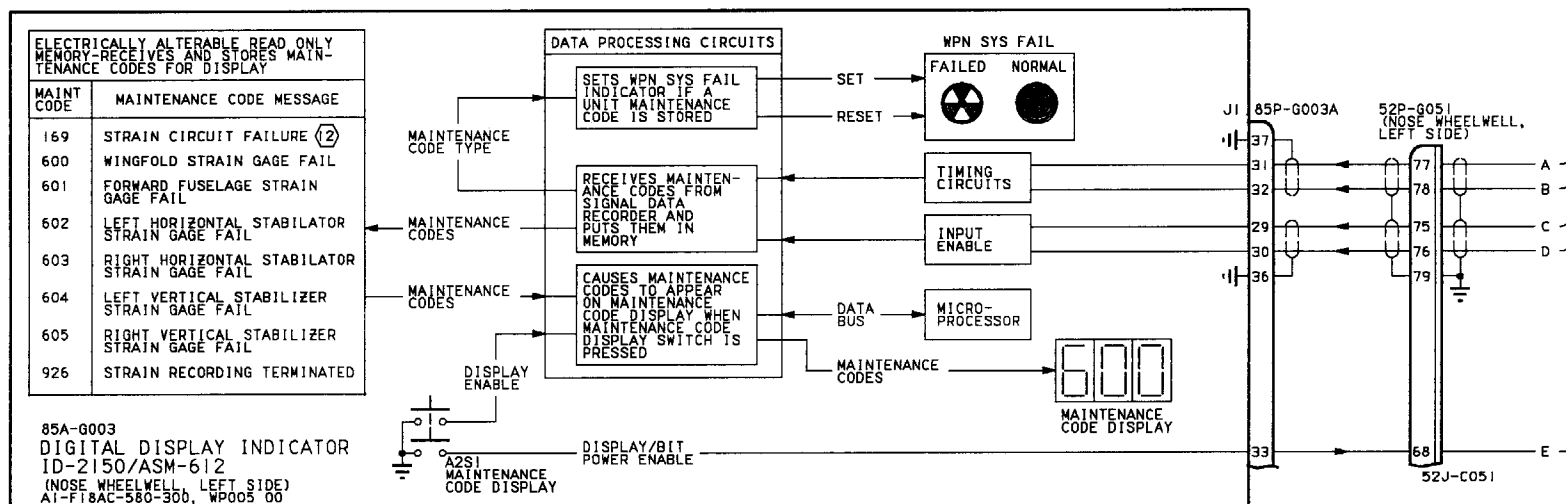 ELECTRICALLY ALTERABLE READ ONLY
MEMORY-RECEIVES AND STORES MAIN-
TENANCE CODES FOR DISPLAY
MAINT
CODE
MAINTENANCE CODE MESSAGE
169 STRAIN CIRCUIT FAILURE 12
600 WINGFOLD STRAIN GAGE FAIL
601 FORWARD FUSELAGE STRAIN
GAGE FAIL
602 LEFT HORIZONTAL STABILATOR
STRAIN GAGE FAIL
603 RIGHT HORIZONTAL STABILATOR
STRAIN GAGE FAIL
604 LEFT VERTICAL STABILIZER
STRAIN GAGE FAIL
605 RIGHT VERTICAL STABILIZER
STRAIN GAGE FAIL
926 STRAIN RECORDING TERMINATED
85A-G003
DIGITAL DISPLAY INDICATOR
ID-2150/ASM-612
(NOSE WHEELWELL, LEFT SIDE)
A1-F18AC-580-300, WP005 00
MAINTENANCE
CODE TYPE
MAINTENANCE
CODES
MAINTENANCE
CODES
DISPLAY
ENABLE
A2S1
MAINTENANCE
CODE DISPLAY
DATA PROCESSING CIRCUITS
SETS WPN SYS FAIL
INDICATOR IF A
UNIT MAINTENANCE
CODE IS STORED
RECEIVES MAINTEN-
ANCE CODES FROM
SIGNAL DATA
RECORDER AND
PUTS THEM IN
MEMORY
CAUSES MAINTENANCE
CODES TO APPEAR
ON MAINTENANCE
CODE DISPLAY WHEN
MAINTENANCE CODE
DISPLAY SWITCH IS
PRESSED
DISPLAY/BIT
POWER ENABLE
SET
RESET
WPN SYS FAIL
FAILED NORMAL
TIMING
CIRCUITS
INPUT
ENABLE
DATA
BUS
MICRO-
PROCESSOR
MAINTENANCE
CODES
600
MAINTENANCE
CODE DISPLAY
J1 85P-G003A
37
31
32
29
30
36
33
52P-G051
(NOSE WHEELWELL,
LEFT SIDE)
77
78
75
76
79
68
52J-C051
A
B
C
D
E